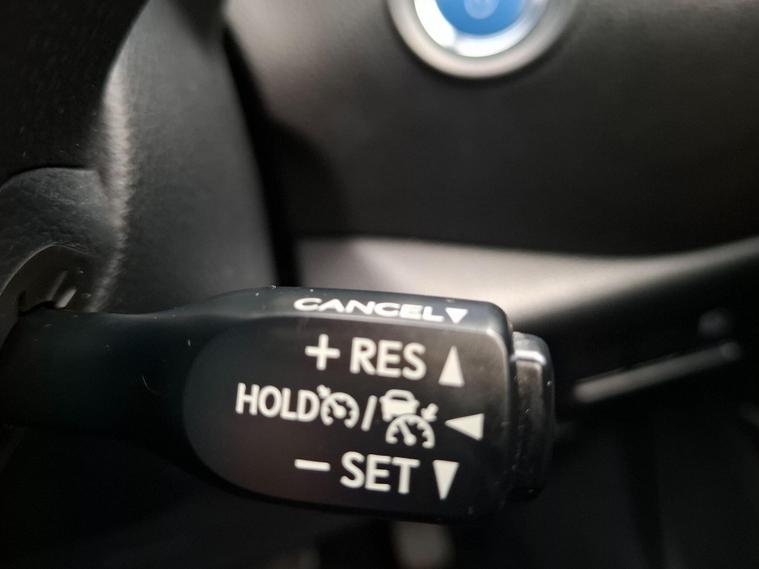 CANCEL▼
+ RES ▲
HOLD / ◀
− SET ▼